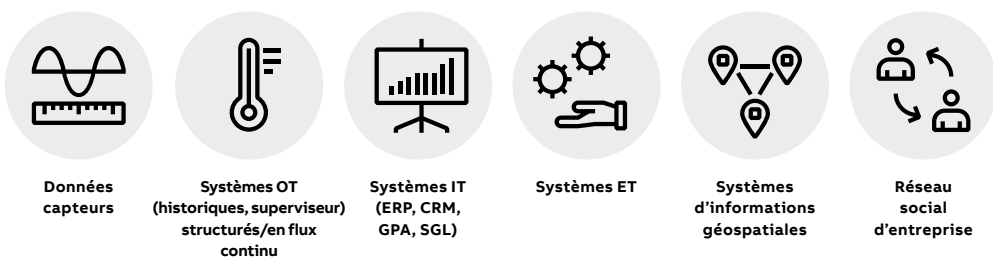 Données
capteurs
Systèmes OT
(historiques, superviseur)
structurés/en flux
continu
Systèmes IT
(ERP, CRM,
GPA, SGL)
Systèmes ET
Systèmes
d’informations
géospatiales
Réseau
social
d’entreprise